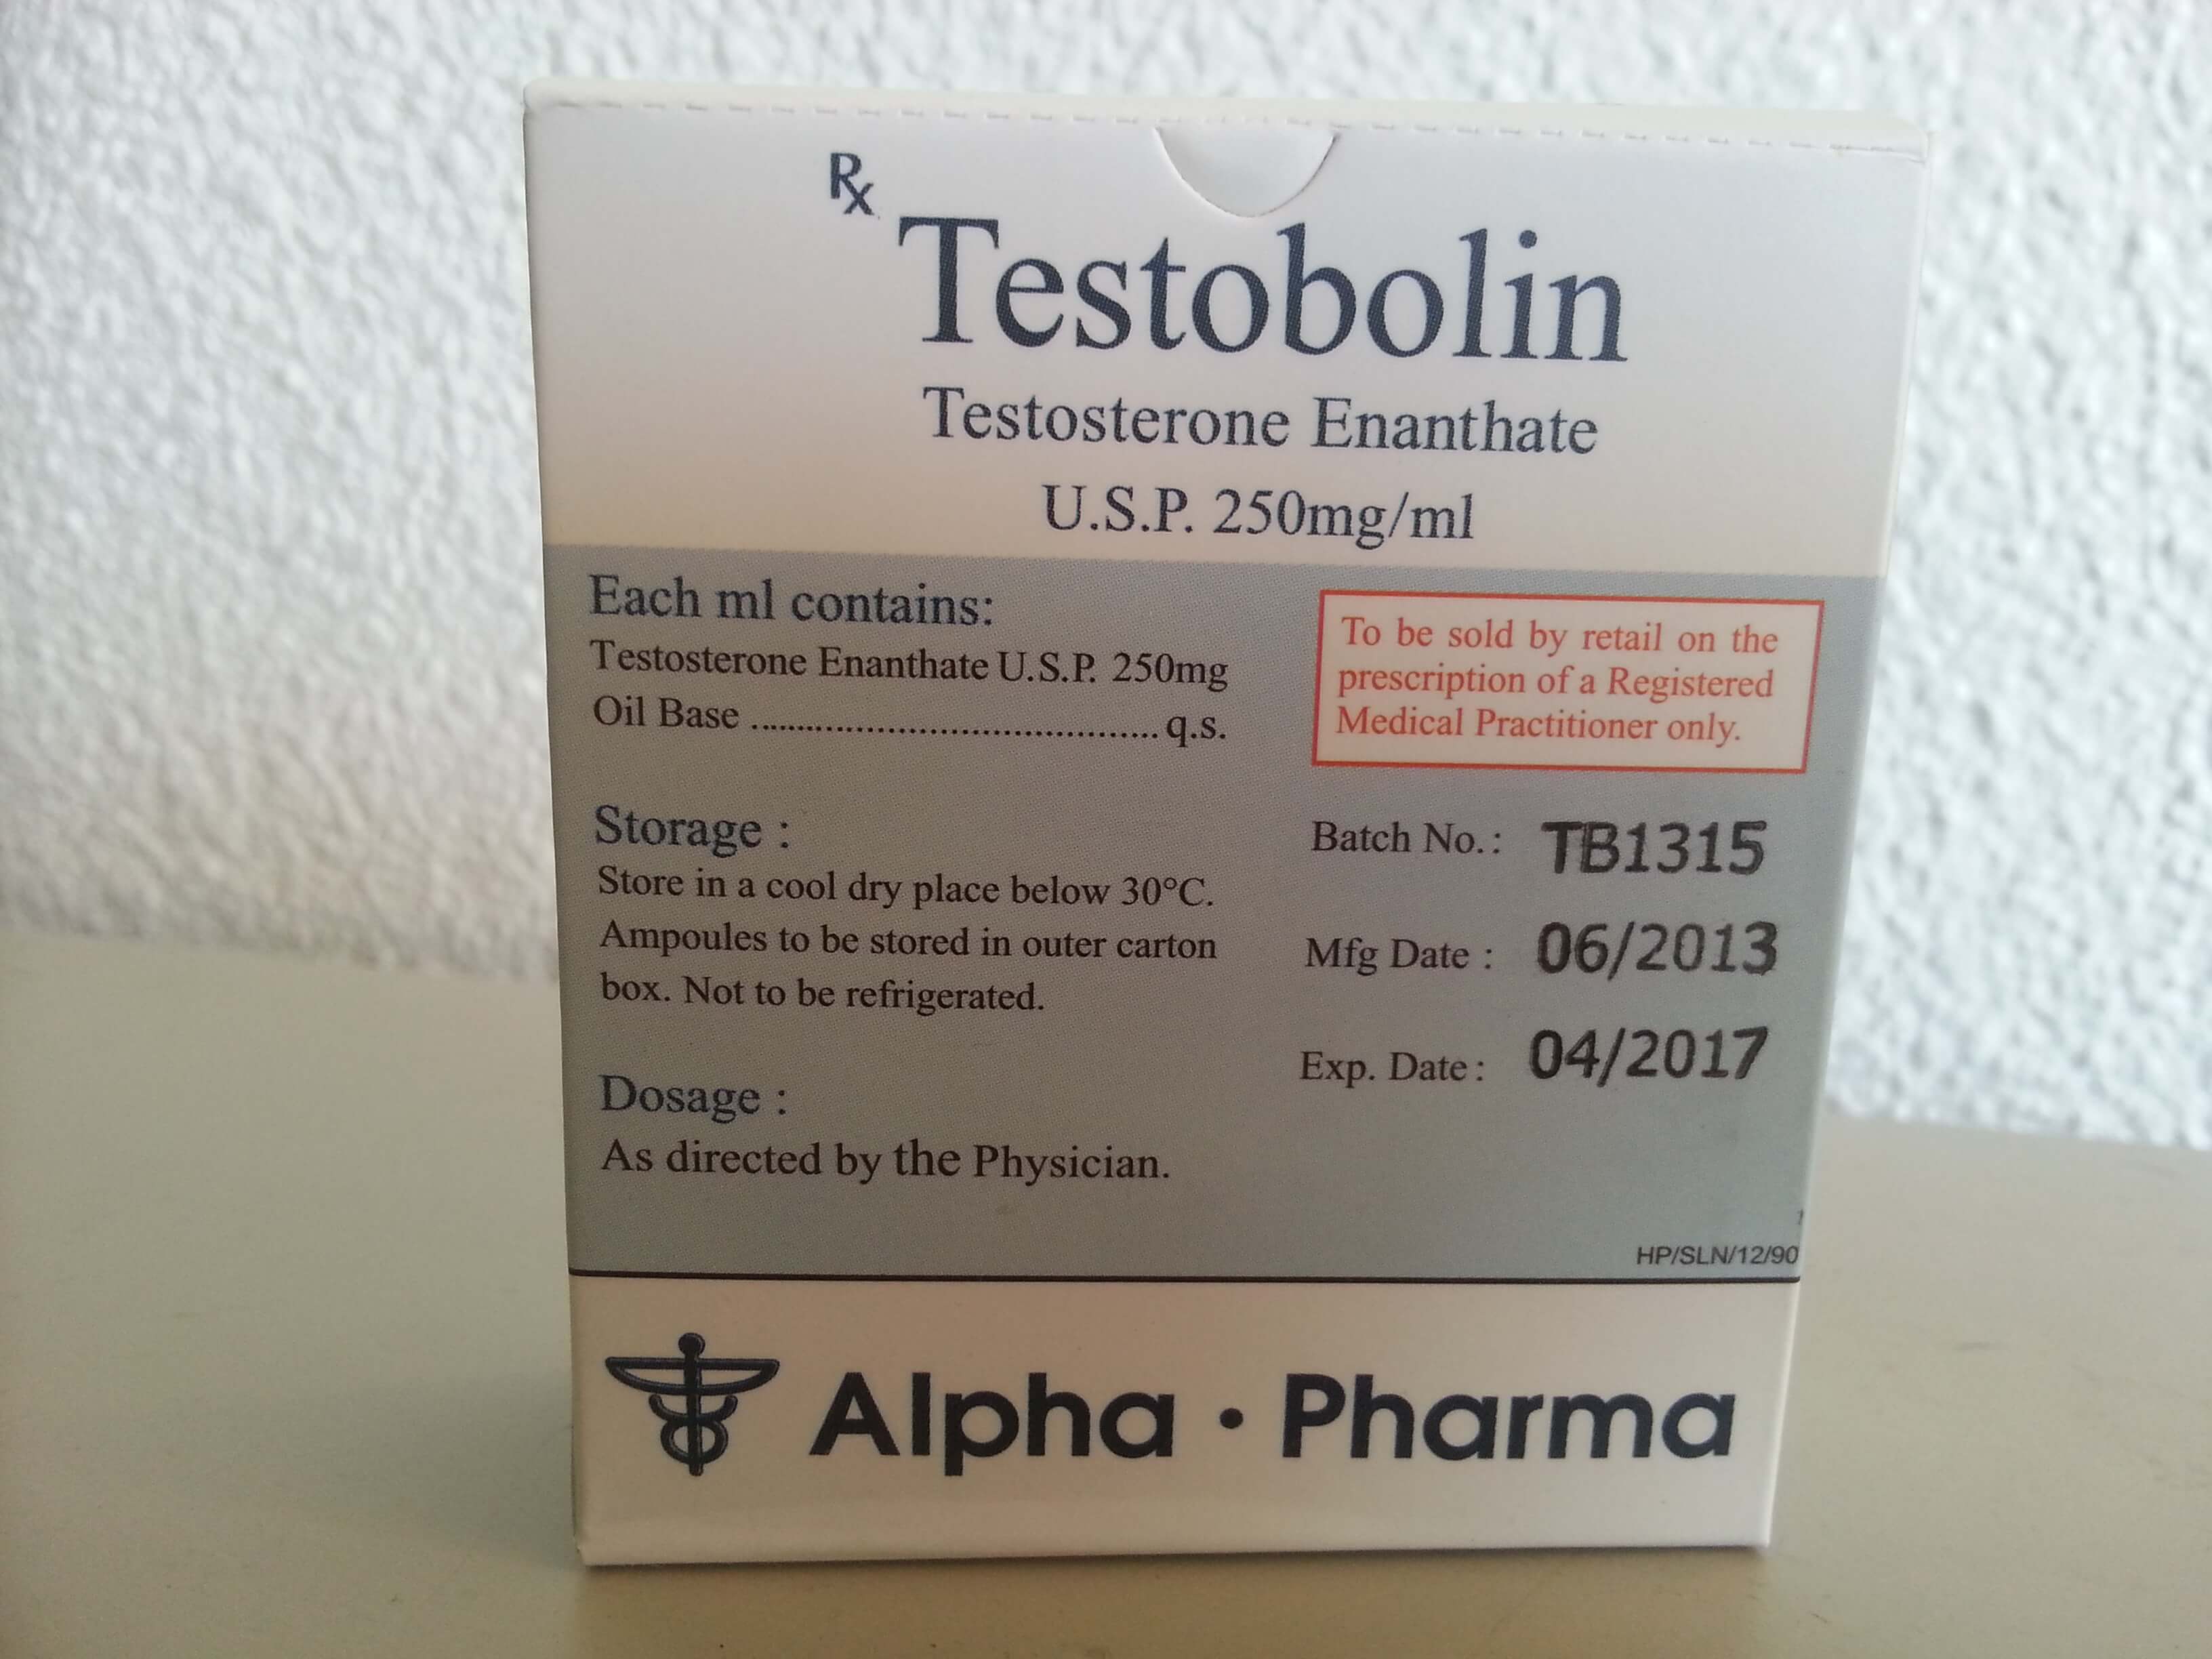 Rx
Testobolin
Testosterone Enanthate
U.S.P. 250mg/ml
Each ml contains:
Testosterone Enanthate U.S.P. 250mg
Oil Base ........................................ q.s.
To be sold by retail on the
prescription of a Registered
Medical Practitioner only.
Storage :
Store in a cool dry place below 30°C.
Ampoules to be stored in outer carton
box. Not to be refrigerated.
Dosage :
As directed by the Physician.
Batch No.: TB1315
Mfg Date : 06/2013
Exp. Date : 04/2017
HP/SLN/12/90
Alpha · Pharma